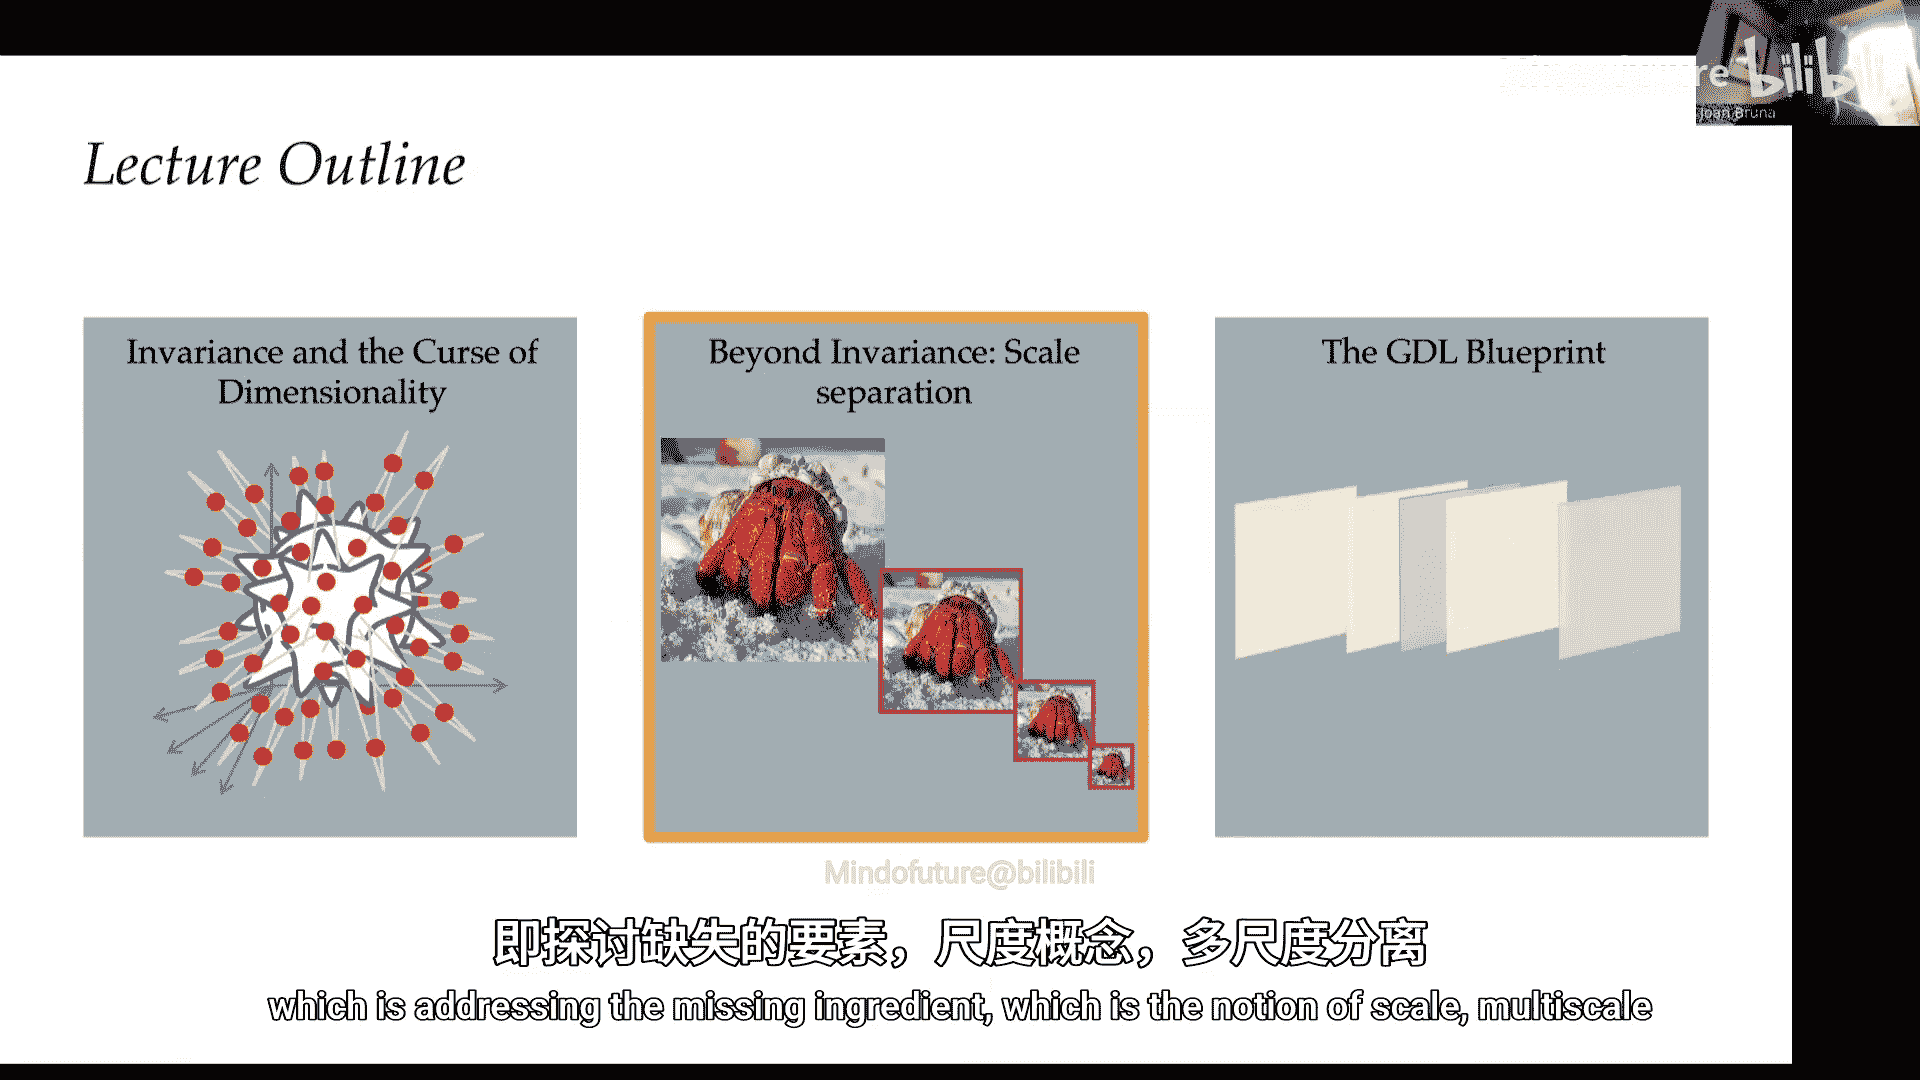 bilibili
Joan Bruna
Lecture Outline
Invariance and the Curse of
Dimensionality
Beyond Invariance: Scale
separation
The GDL Blueprint
Mindofuture@bilibili
即探讨缺失的要素，尺度概念，多尺度分离
which is addressing the missing ingredient, which is the notion of scale, multiscale